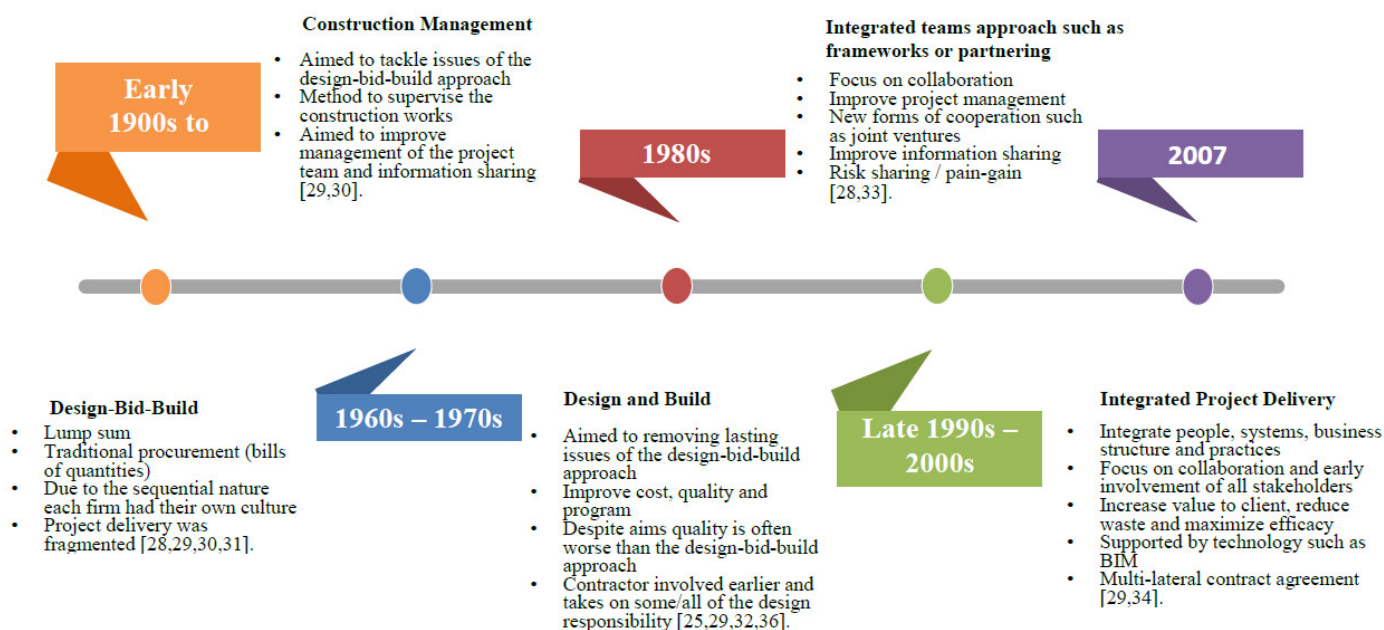 Construction Management
• Aimed to tackle issues of the
design-bid-build approach
• Method to supervise the
construction works
• Aimed to improve
management of the project
team and information sharing
[29,30].
Integrated teams approach such as
frameworks or partnering
• Focus on collaboration
• Improve project management
• New forms of cooperation such
as joint ventures
• Improve information sharing
• Risk sharing / pain-gain
[28,33].
Early
1900s to
1980s
2007
1960s – 1970s
Late 1990s –
2000s
Design-Bid-Build
• Lump sum
• Traditional procurement (bills
of quantities)
• Due to the sequential nature
each firm had their own culture
• Project delivery was
fragmented [28,29,30,31].
Design and Build
• Aimed to removing lasting
issues of the design-bid-build
approach
• Improve cost, quality and
program
• Despite aims quality is often
worse than the design-bid-build
approach
• Contractor involved earlier and
takes on some/all of the design
responsibility [25,29,32,36].
Integrated Project Delivery
• Integrate people, systems, business
structure and practices
• Focus on collaboration and early
involvement of all stakeholders
• Increase value to client, reduce
waste and maximize efficacy
• Supported by technology such as
BIM
• Multi-lateral contract agreement
[29,34].